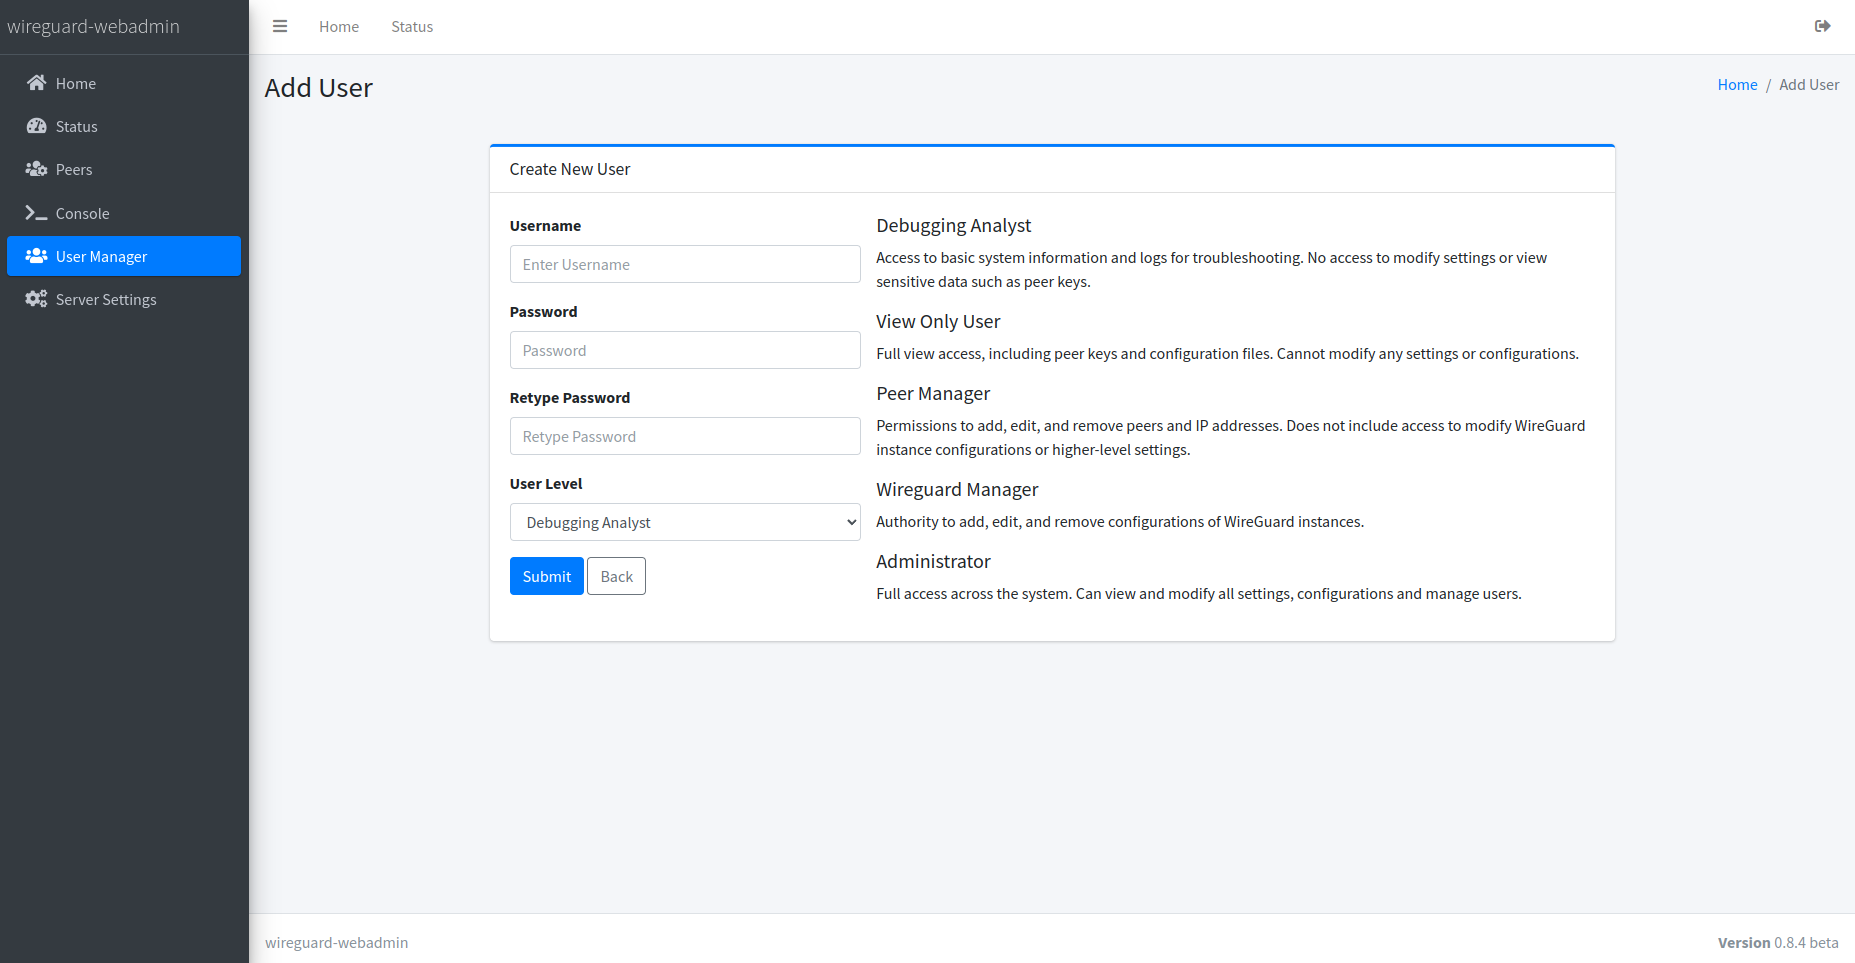 wireguard-webadmin
Home
Status
Home
Status
Peers
Console
User Manager
Server Settings
Add User
Home / Add User
Create New User
Username
Enter Username
Password
Password
Retype Password
Retype Password
User Level
Debugging Analyst
Submit
Back
Debugging Analyst
Access to basic system information and logs for troubleshooting. No access to modify settings or view
sensitive data such as peer keys.
View Only User
Full view access, including peer keys and configuration files. Cannot modify any settings or configurations.
Peer Manager
Permissions to add, edit, and remove peers and IP addresses. Does not include access to modify WireGuard
instance configurations or higher-level settings.
Wireguard Manager
Authority to add, edit, and remove configurations of WireGuard instances.
Administrator
Full access across the system. Can view and modify all settings, configurations and manage users.
wireguard-webadmin
Version 0.8.4 beta